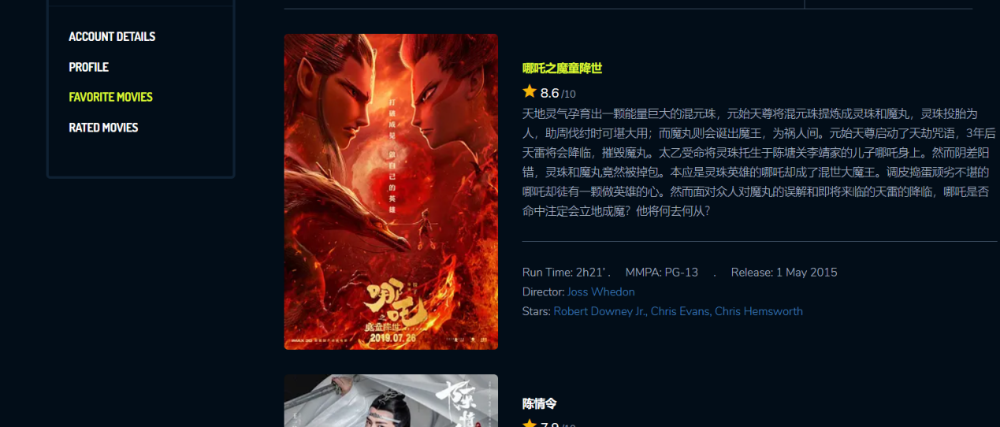 ACCOUNT DETAILS
PROFILE
FAVORITE MOVIES
RATED MOVIES
打破成见 做自己的英雄
哪吒
之
魔童降世
2019.07.26
哪吒之魔童降世
8.6 /10
天地灵气孕育出一颗能量巨大的混元珠，元始天尊将混元珠提炼成灵珠和魔丸，灵珠投胎为
人，助周伐纣时可堪大用；而魔丸则会诞出魔王，为祸人间。元始天尊启动了天劫咒语，3年后
天雷将会降临，摧毁魔丸。太乙受命将灵珠托生于陈塘关李靖家的儿子哪吒身上。然而阴差阳
错，灵珠和魔丸竟然被掉包。本应是灵珠英雄的哪吒却成了混世大魔王。调皮捣蛋顽劣不堪的
哪吒却徒有一颗做英雄的心。然而面对众人对魔丸的误解和即将来临的天雷的降临，哪吒是否
命中注定会立地成魔？他将何去何从？
Run Time: 2h21’ . MMPA: PG-13 . Release: 1 May 2015
Director: Joss Whedon
Stars: Robert Downey Jr., Chris Evans, Chris Hemsworth
陈情令
7.9 /10